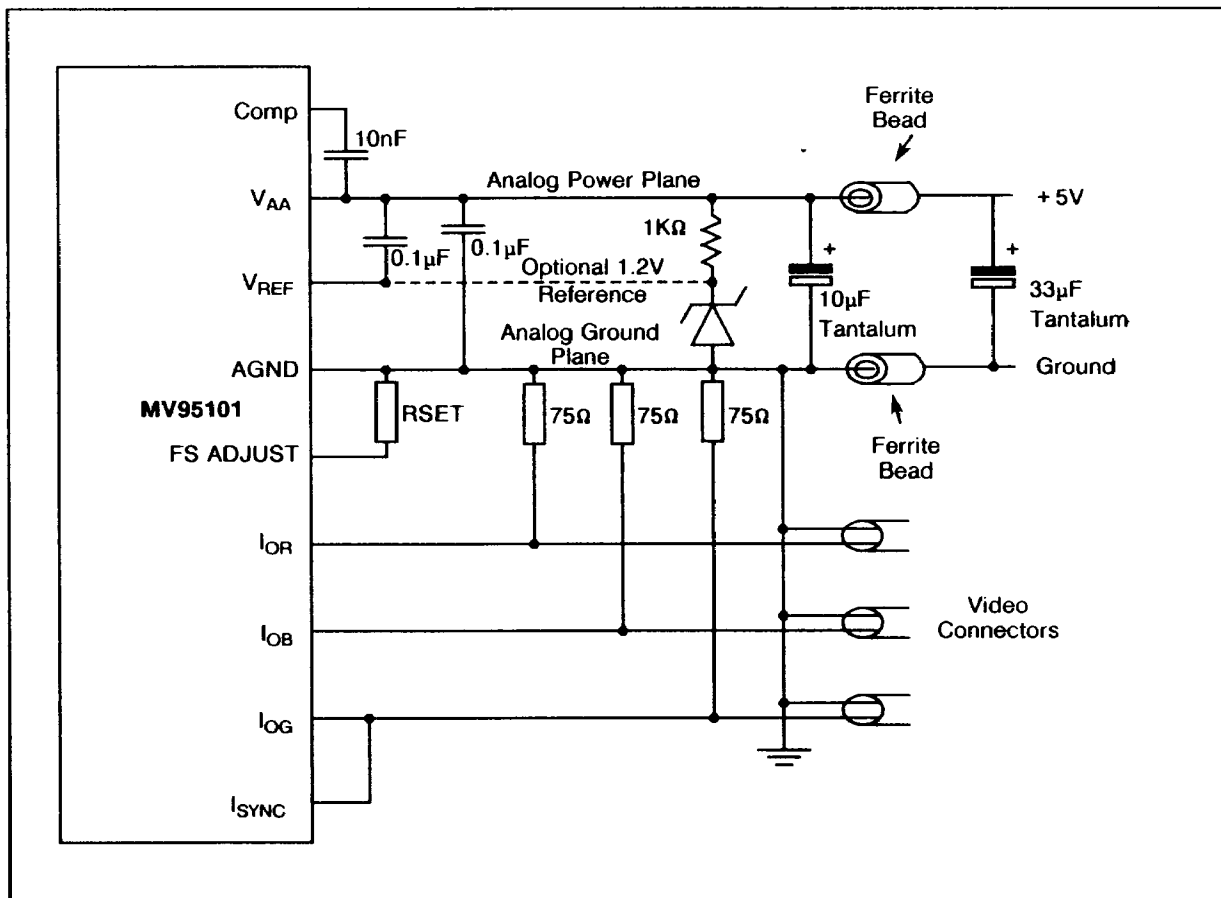 Ferrite
Bead
Comp
10nF
Analog Power Plane
VAA
+5V
1KΩ
+
+
0.1µF
0.1µF
Optional 1.2V
Reference
VREF
10µF
Tantalum
33µF
Tantalum
Analog Ground
Plane
AGND
Ground
MV95101
RSET
75Ω
75Ω
75Ω
FS ADJUST
Ferrite
Bead
IOR
Video
Connectors
IOB
IOG
ISYNC